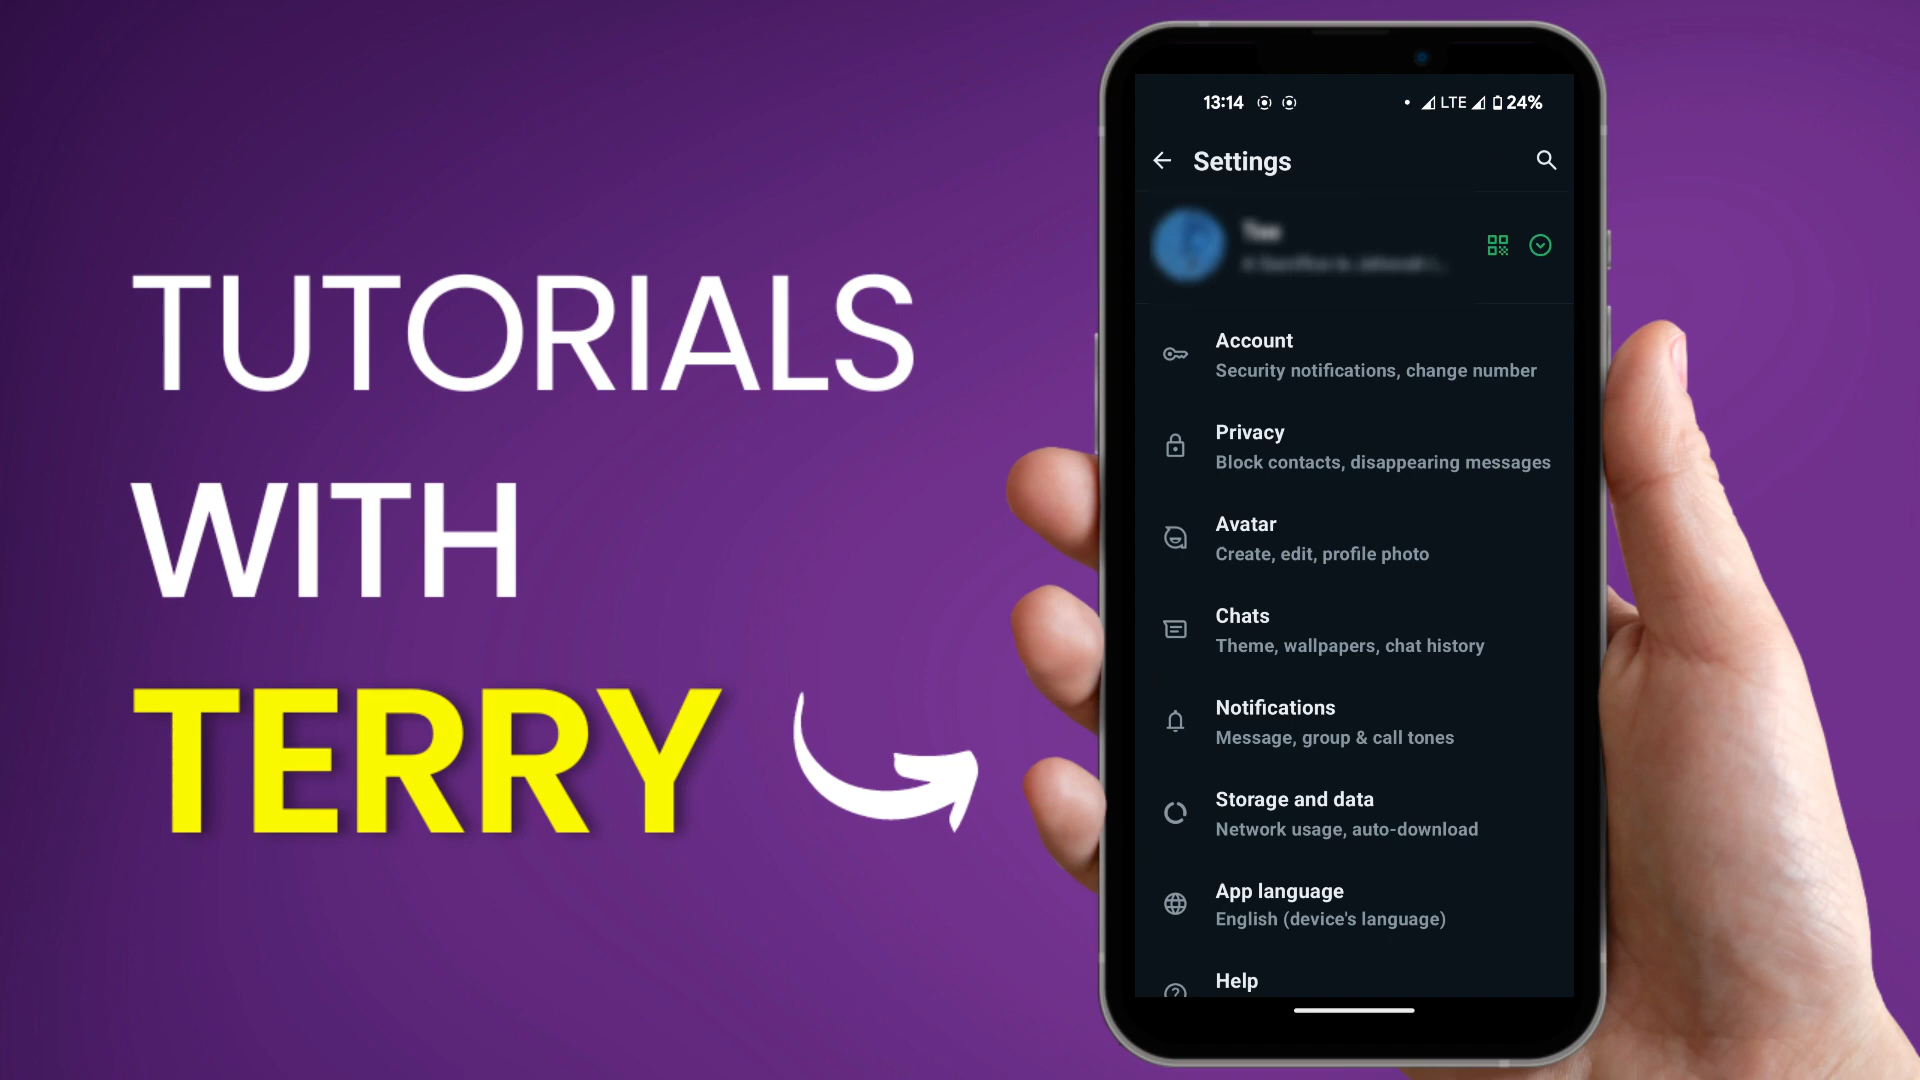 TUTORIALS
WITH
TERRY
13:14 LTE 24%
Settings
Account
Security notifications, change number
Privacy
Block contacts, disappearing messages
Avatar
Create, edit, profile photo
Chats
Theme, wallpapers, chat history
Notifications
Message, group & call tones
Storage and data
Network usage, auto-download
App language
English (device's language)
Help